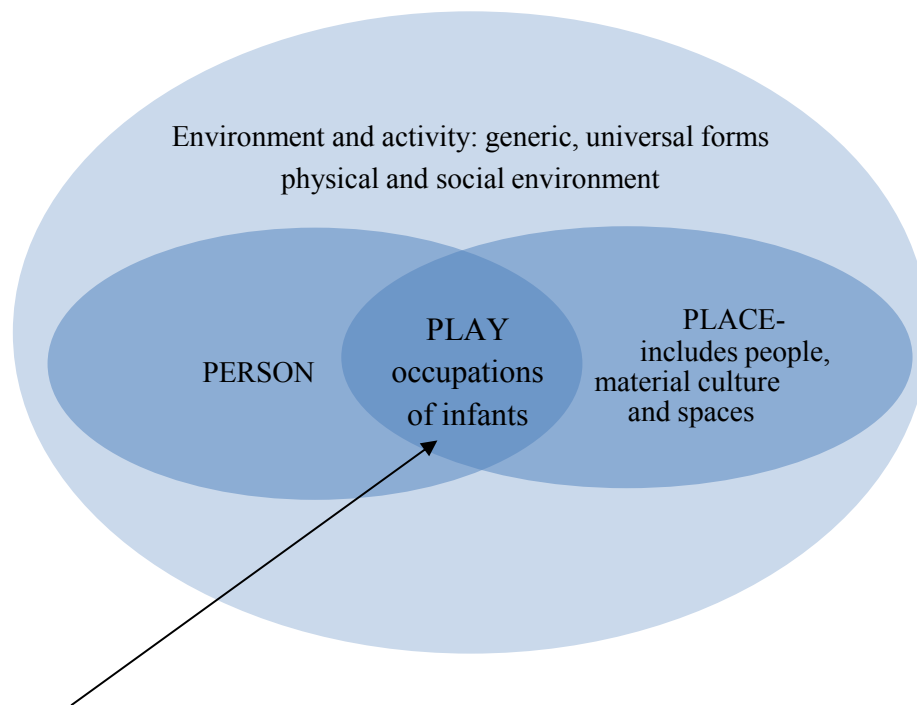 Environment and activity: generic, universal forms
physical and social environment
PERSON
PLAY
occupations
of infants
PLACE-
includes people,
material culture
and spaces